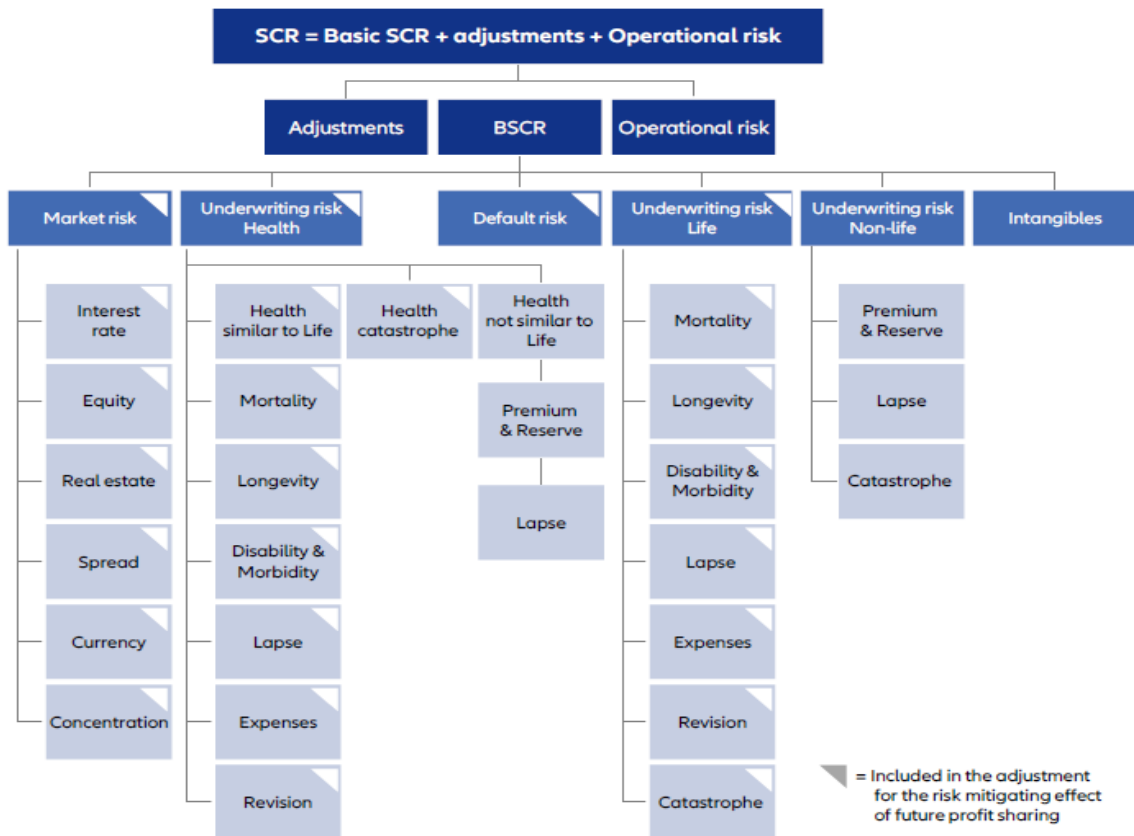 SCR = Basic SCR + adjustments + Operational risk
Adjustments
BSCR
Operational risk
Market risk
Underwriting risk
Health
Default risk
Underwriting risk
Life
Underwriting risk
Non-life
Intangibles
Interest
rate
Equity
Real estate
Spread
Currency
Concentration
Health
similar to Life
Mortality
Longevity
Disability &
Morbidity
Lapse
Expenses
Revision
Health
catastrophe
Health
not similar to
Life
Premium
& Reserve
Lapse
Mortality
Longevity
Disability &
Morbidity
Lapse
Expenses
Revision
Catastrophe
Premium
& Reserve
Lapse
Catastrophe
= Included in the adjustment
for the risk mitigating effect
of future profit sharing